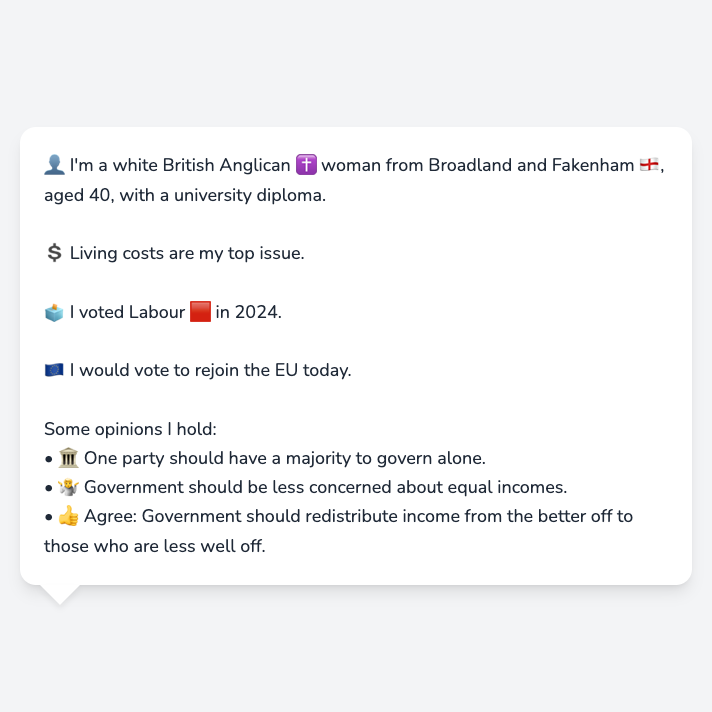 👤 I'm a white British Anglican ✝️ woman from Broadland and Fakenham 🏴󠁧󠁢󠁥󠁮󠁧󠁿,
aged 40, with a university diploma.
💲 Living costs are my top issue.
🗳️ I voted Labour 🟥 in 2024.
🇪🇺 I would vote to rejoin the EU today.
Some opinions I hold:
• 🏛️ One party should have a majority to govern alone.
• 🤷 Government should be less concerned about equal incomes.
• 👍 Agree: Government should redistribute income from the better off to
those who are less well off.